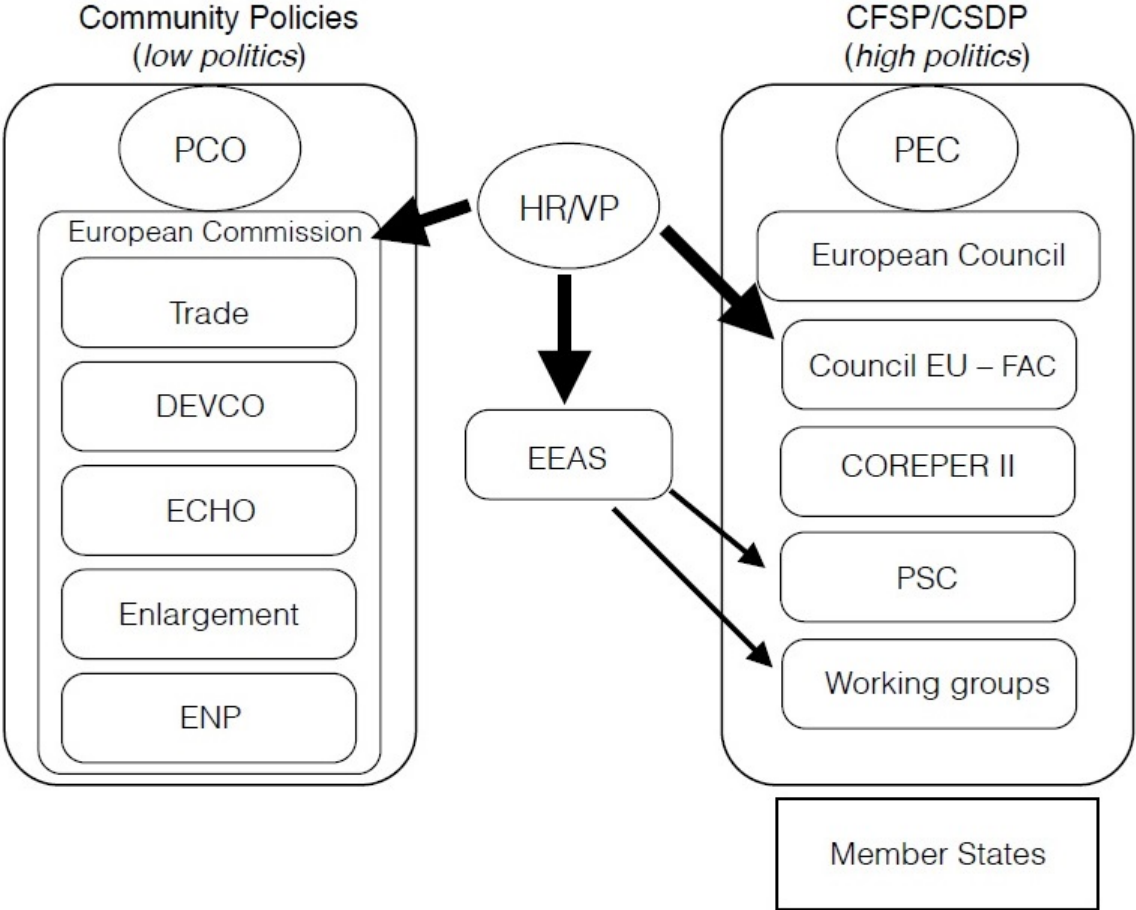 Community Policies
(low politics)
PCO
European Commission
Trade
DEVCO
ECHO
Enlargement
ENP
HR/VP
EEAS
CFSP/CSDP
(high politics)
PEC
European Council
Council EU – FAC
COREPER II
PSC
Working groups
Member States